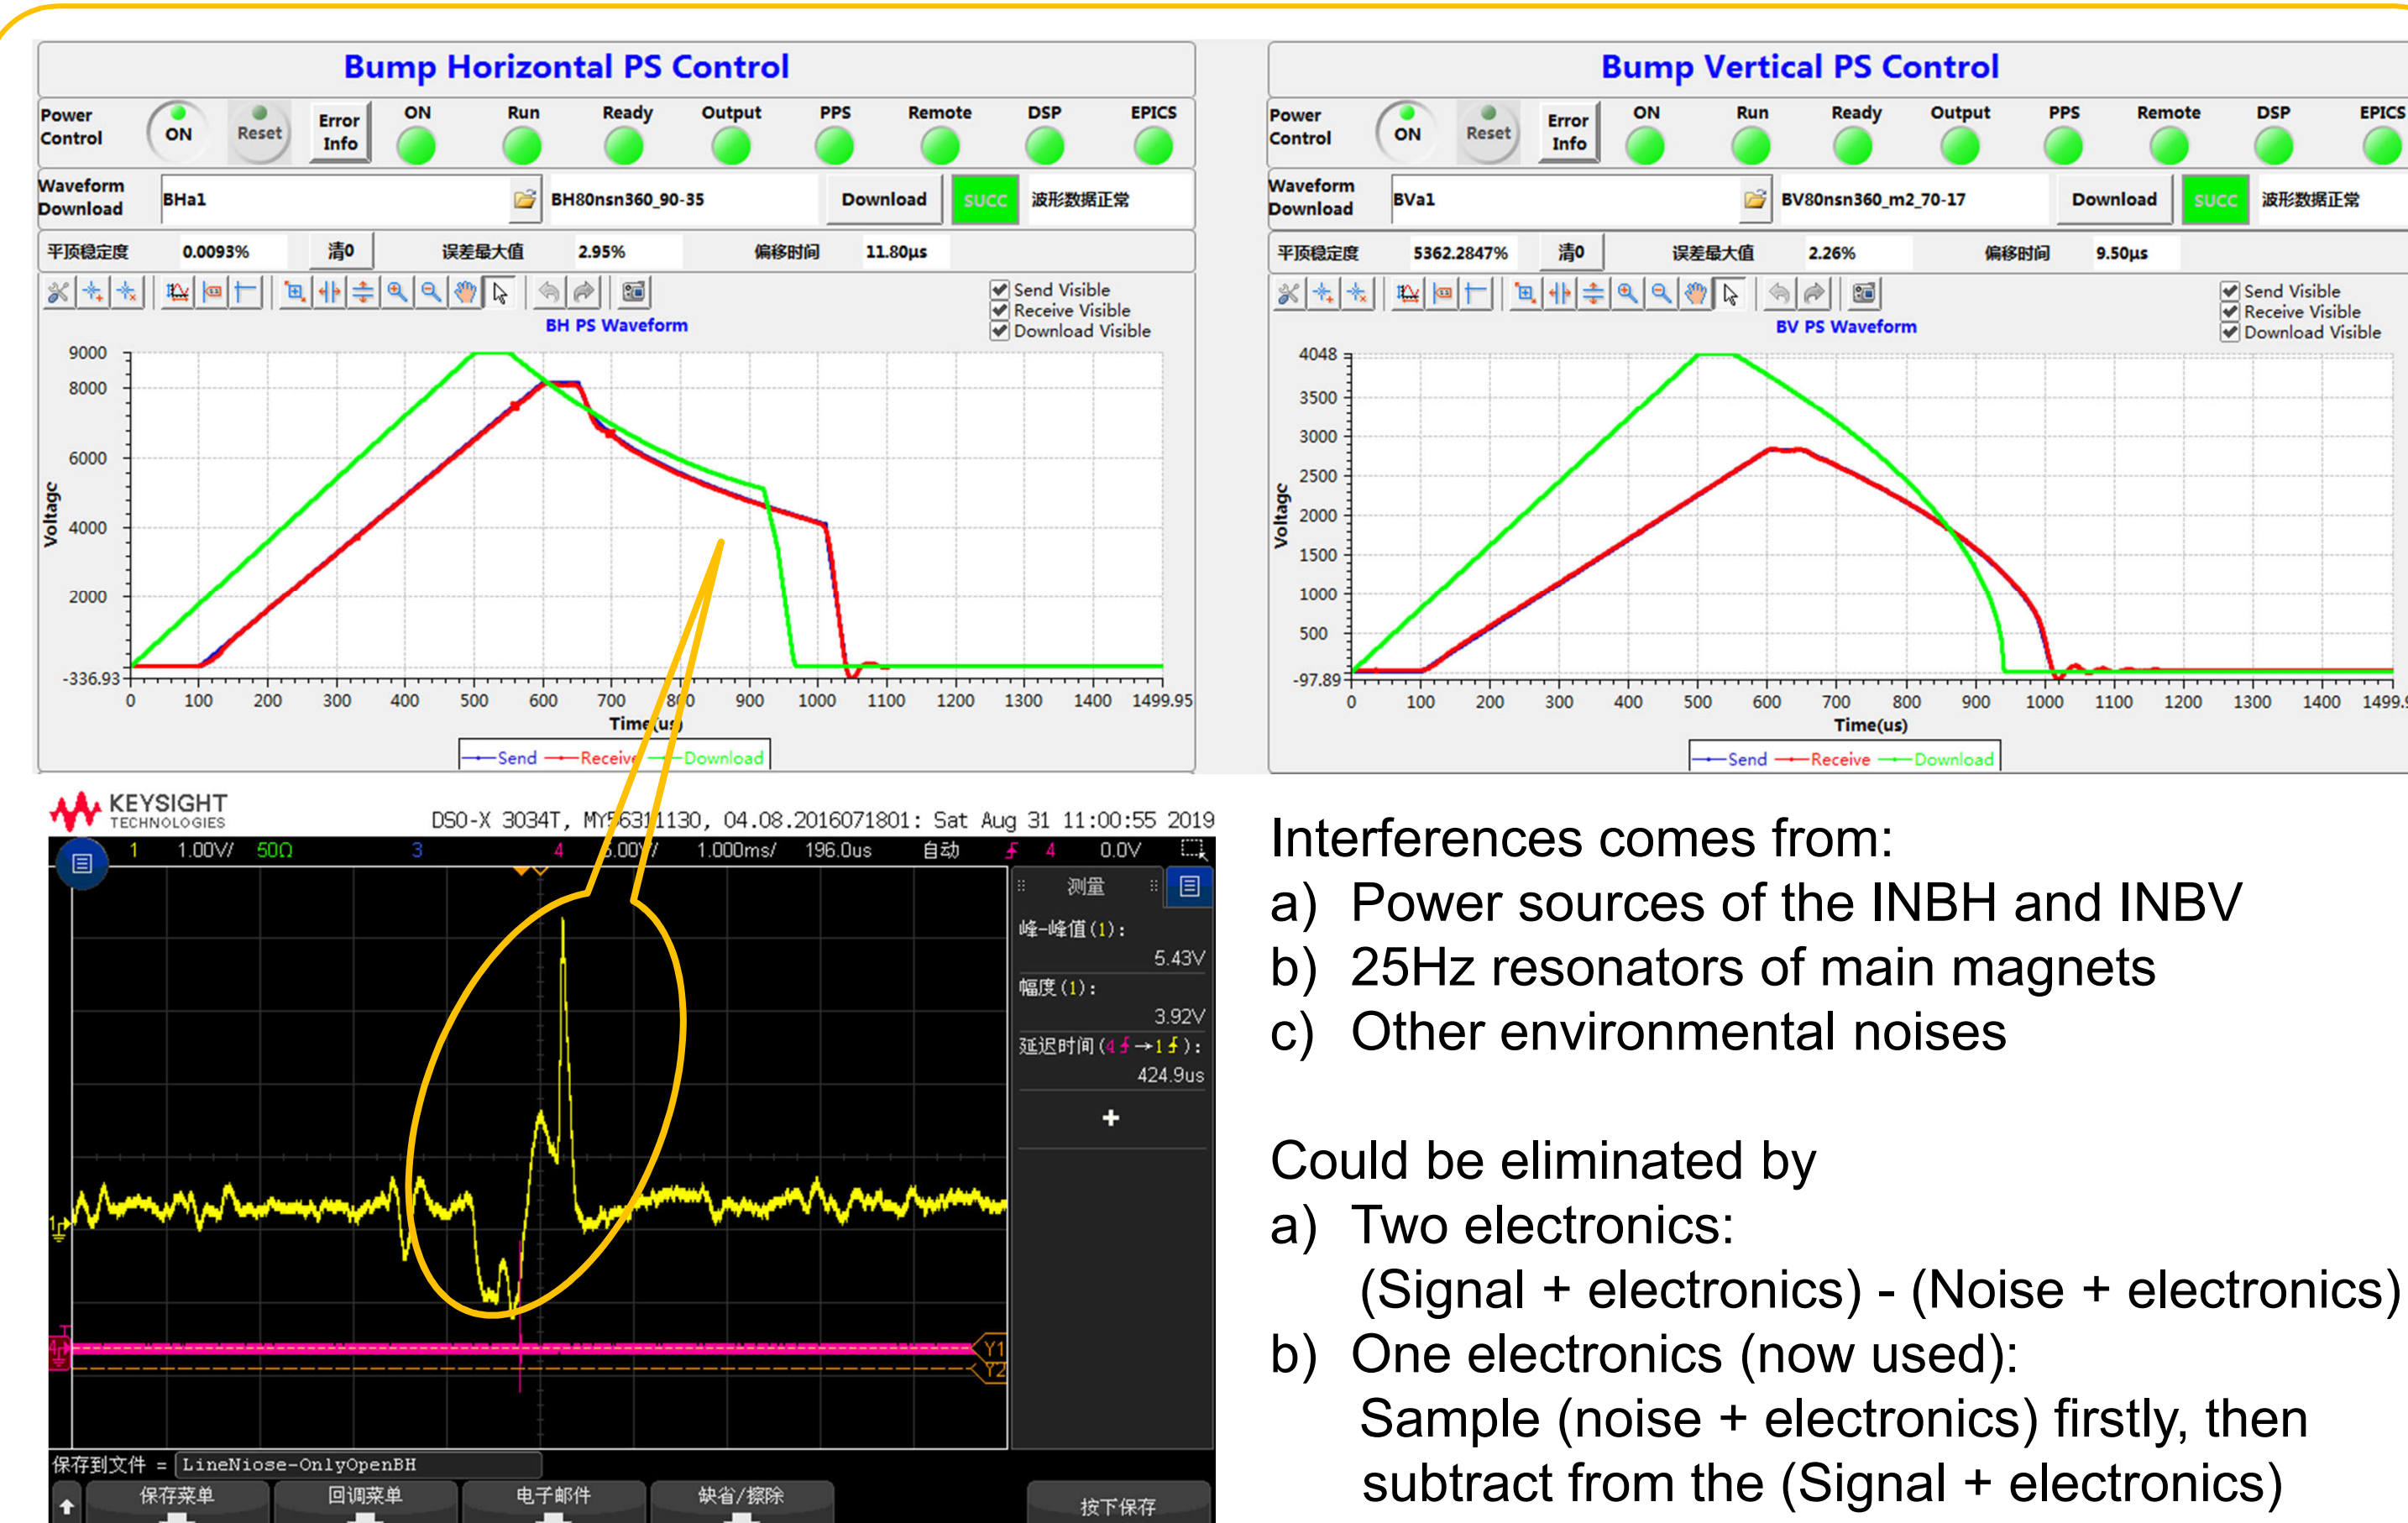 Bump Horizontal PS Control
Power Control ON Reset Error Info ON Run Ready Output PPS Remote DSP EPICS
Waveform Download BHa1 BH80nsn360_90-35 Download SUCC 波形数据正常
平顶稳定度 0.0093% 清0 误差最大值 2.95% 偏移时间 11.80μs
Send Visible
Receive Visible
Download Visible
BH PS Waveform
9000
8000
6000
4000
2000
-336.93
Voltage
0 100 200 300 400 500 600 700 800 900 1000 1100 1200 1300 1400 1499.95
Time(us)
Send Receive Download
Bump Vertical PS Control
Power Control ON Reset Error Info ON Run Ready Output PPS Remote DSP EPICS
Waveform Download BVa1 BV80nsn360_m2_70-17 Download SUCC 波形数据正常
平顶稳定度 5362.2847% 清0 误差最大值 2.26% 偏移时间 9.50μs
Send Visible
Receive Visible
Download Visible
BV PS Waveform
4048
3500
3000
2500
2000
1500
1000
500
-97.89
Voltage
0 100 200 300 400 500 600 700 800 900 1000 1100 1200 1300 1400 1499.9
Time(us)
Send Receive Download
KEYSIGHT
TECHNOLOGIES
DSO-X 3034T, MY56311130, 04.08.2016071801: Sat Aug 31 11:00:55 2019
1 1.00V/ 50Ω 3 4 5.00V/ 1.000ms/ 196.0us 自动 4 0.0V
测量
峰-峰值(1):
5.43V
幅度(1):
3.92V
延迟时间(4→1):
424.9us
Y1
Y2
保存到文件 = LineNiose-OnlyOpenBH
保存菜单 回调菜单 电子邮件 缺省/擦除 按下保存
Interferences comes from:
a) Power sources of the INBH and INBV
b) 25Hz resonators of main magnets
c) Other environmental noises
Could be eliminated by
a) Two electronics:
(Signal + electronics) - (Noise + electronics)
b) One electronics (now used):
Sample (noise + electronics) firstly, then
subtract from the (Signal + electronics)